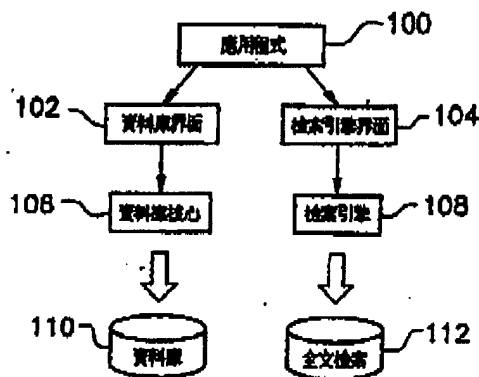 100
應用程式
102
資料庫界面
檢索引擎界面
104
106
資料庫核心
檢索引擎
108
110
資料庫
全文檢索
112